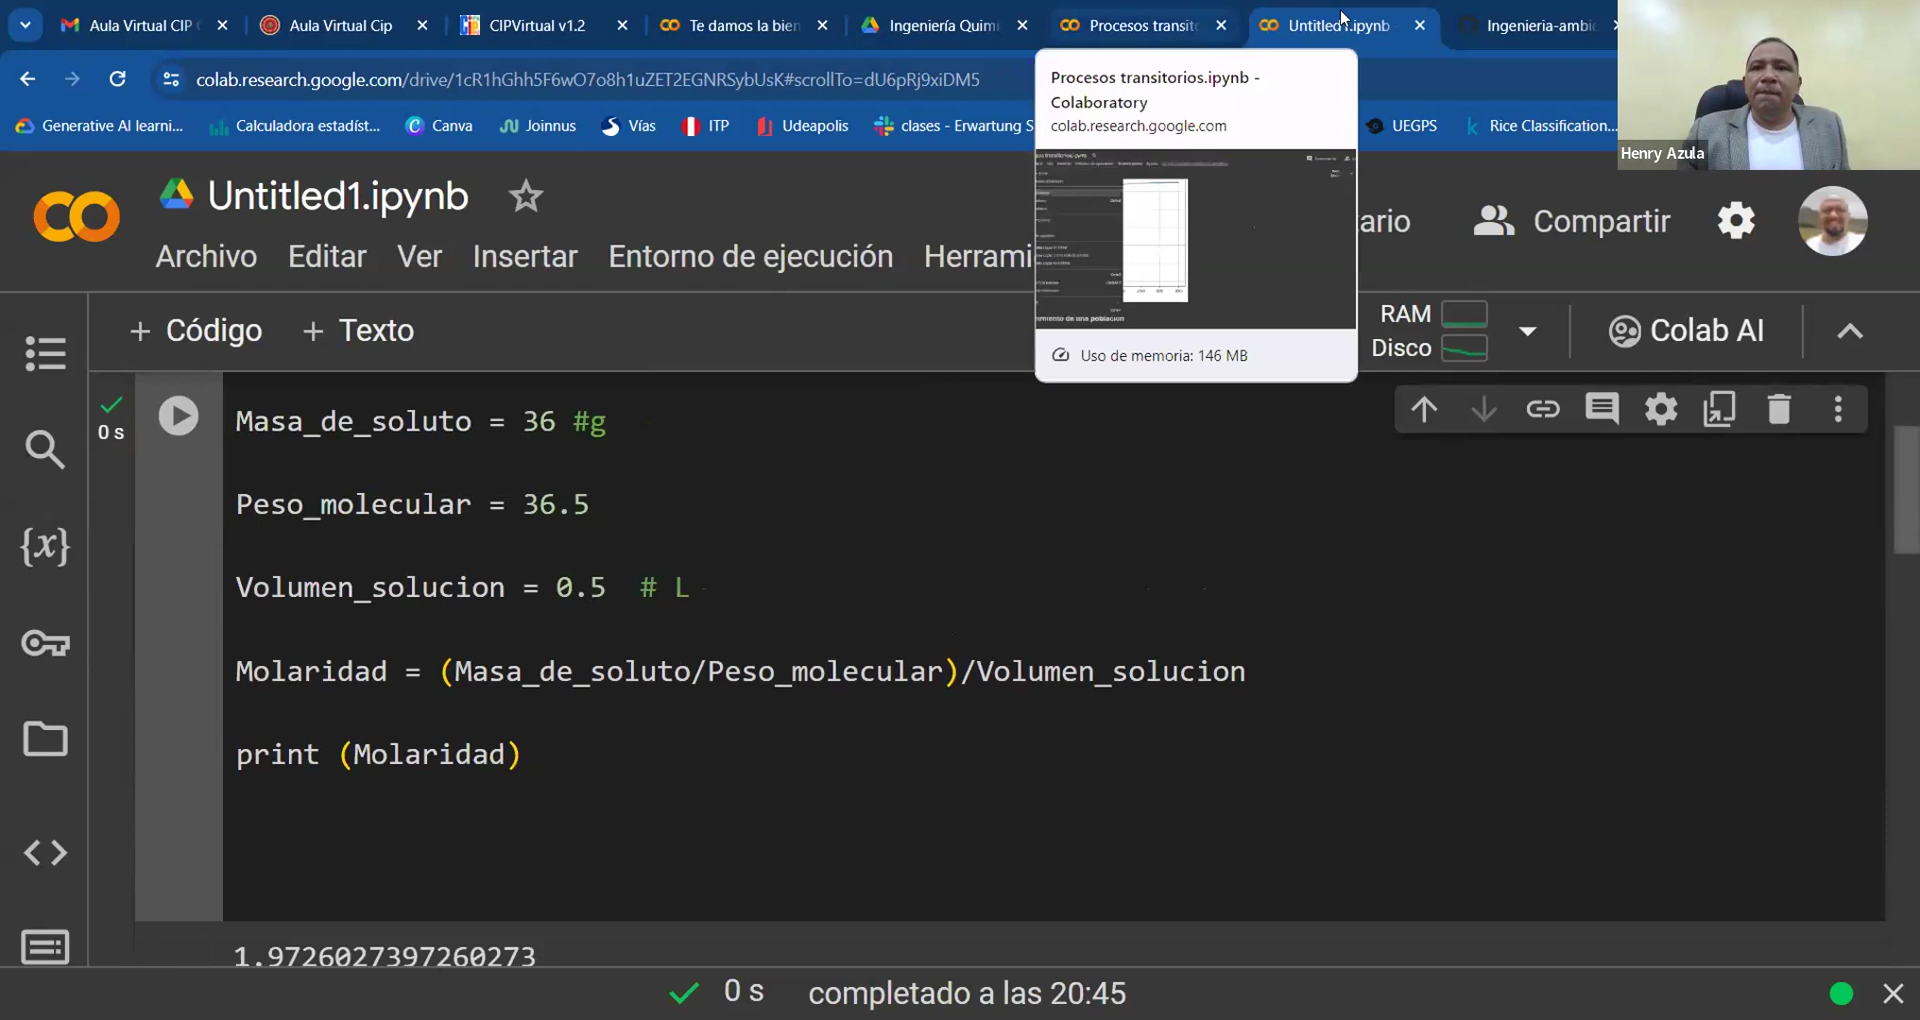 Aula Virtual CIP
Aula Virtual Cip
CIPVirtual v1.2
Te damos la bien
Ingeniería Quimi
Procesos transito
Untitled1.ipynb
Ingenieria-ambie
colab.research.google.com/drive/1cR1hGhh5F6wO7o8h1uZET2EGNRSybUsK#scrollTo=dU6pRj9xiDM5
Procesos transitorios.ipynb -
Colaboratory
colab.research.google.com
Generative AI learni...
Calculadora estadíst...
Canva
Joinnus
Vías
ITP
Udeapolis
clases - Erwartung S
UEGPS
Rice Classification...
Henry Azula
Untitled1.ipynb
ario
Compartir
Archivo
Editar
Ver
Insertar
Entorno de ejecución
Herrami
Uso de memoria: 146 MB
+ Código
+ Texto
RAM
Disco
Colab AI
0 s
Masa_de_soluto = 36 #g
Peso_molecular = 36.5
Volumen_solucion = 0.5 # L
Molaridad = (Masa_de_soluto/Peso_molecular)/Volumen_solucion
print (Molaridad)
1.9726027397260273
0 s completado a las 20:45